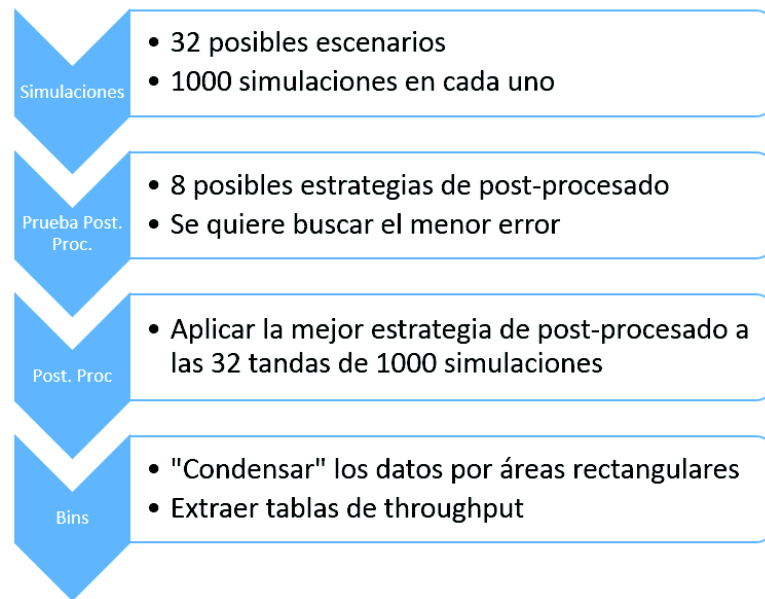 Simulaciones
• 32 posibles escenarios
• 1000 simulaciones en cada uno
Prueba Post.
Proc.
• 8 posibles estrategias de post-procesado
• Se quiere buscar el menor error
Post. Proc
• Aplicar la mejor estrategia de post-procesado a
las 32 tandas de 1000 simulaciones
Bins
• "Condensar" los datos por áreas rectangulares
• Extraer tablas de throughput